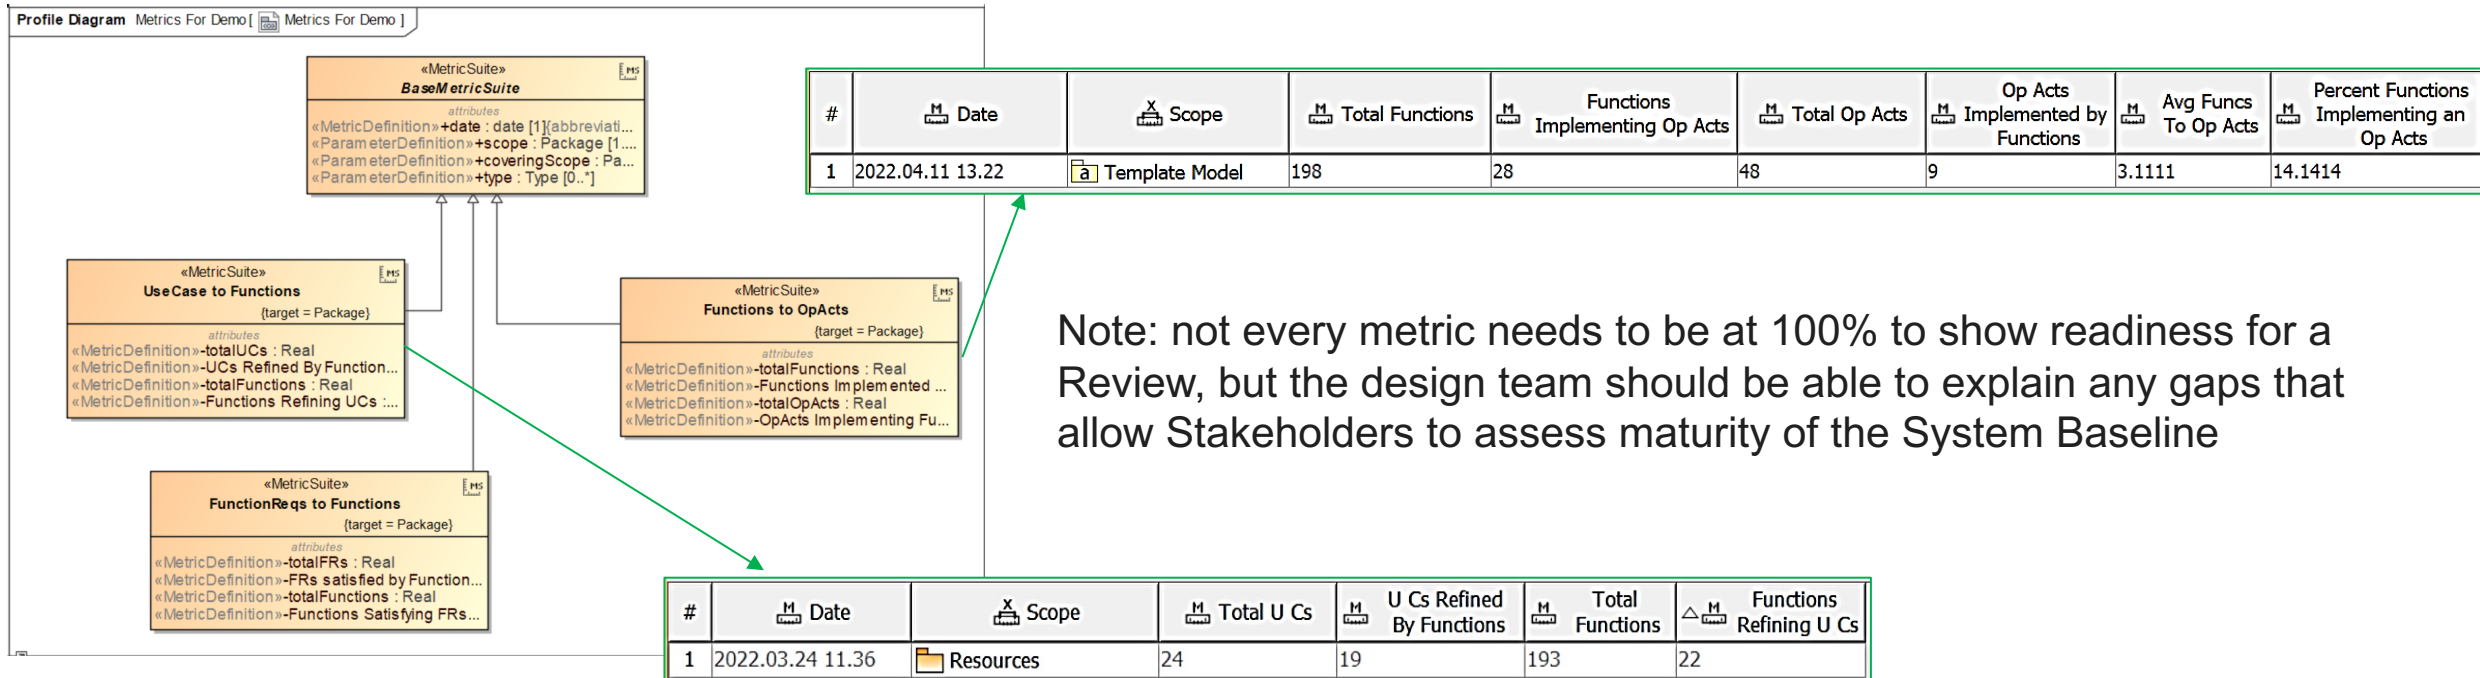 Profile Diagram Metrics For Demo [ Metrics For Demo ]
«MetricSuite»
BaseMetricSuite
attributes
«MetricDefinition»+date : date [1]{abbreviati...
«ParameterDefinition»+scope : Package [1....
«ParameterDefinition»+coveringScope : Pa...
«ParameterDefinition»+type : Type [0..*]
«MetricSuite»
UseCase to Functions
{target = Package}
attributes
«MetricDefinition»-totalUCs : Real
«MetricDefinition»-UCs Refined By Function...
«MetricDefinition»-totalFunctions : Real
«MetricDefinition»-Functions Refining UCs :...
«MetricSuite»
Functions to OpActs
{target = Package}
attributes
«MetricDefinition»-totalFunctions : Real
«MetricDefinition»-Functions Implemented ...
«MetricDefinition»-totalOpActs : Real
«MetricDefinition»-OpActs Implementing Fu...
«MetricSuite»
FunctionReqs to Functions
{target = Package}
attributes
«MetricDefinition»-totalFRs : Real
«MetricDefinition»-FRs satisfied by Function...
«MetricDefinition»-totalFunctions : Real
«MetricDefinition»-Functions Satisfying FRs...
# Date Scope Total Functions Functions Implementing Op Acts Total Op Acts Op Acts Implemented by Functions Avg Funcs To Op Acts Percent Functions Implementing an Op Acts
1 2022.04.11 13.22 Template Model 198 28 48 9 3.1111 14.1414
Note: not every metric needs to be at 100% to show readiness for a
Review, but the design team should be able to explain any gaps that
allow Stakeholders to assess maturity of the System Baseline
# Date Scope Total U Cs U Cs Refined By Functions Total Functions Functions Refining U Cs
1 2022.03.24 11.36 Resources 24 19 193 22